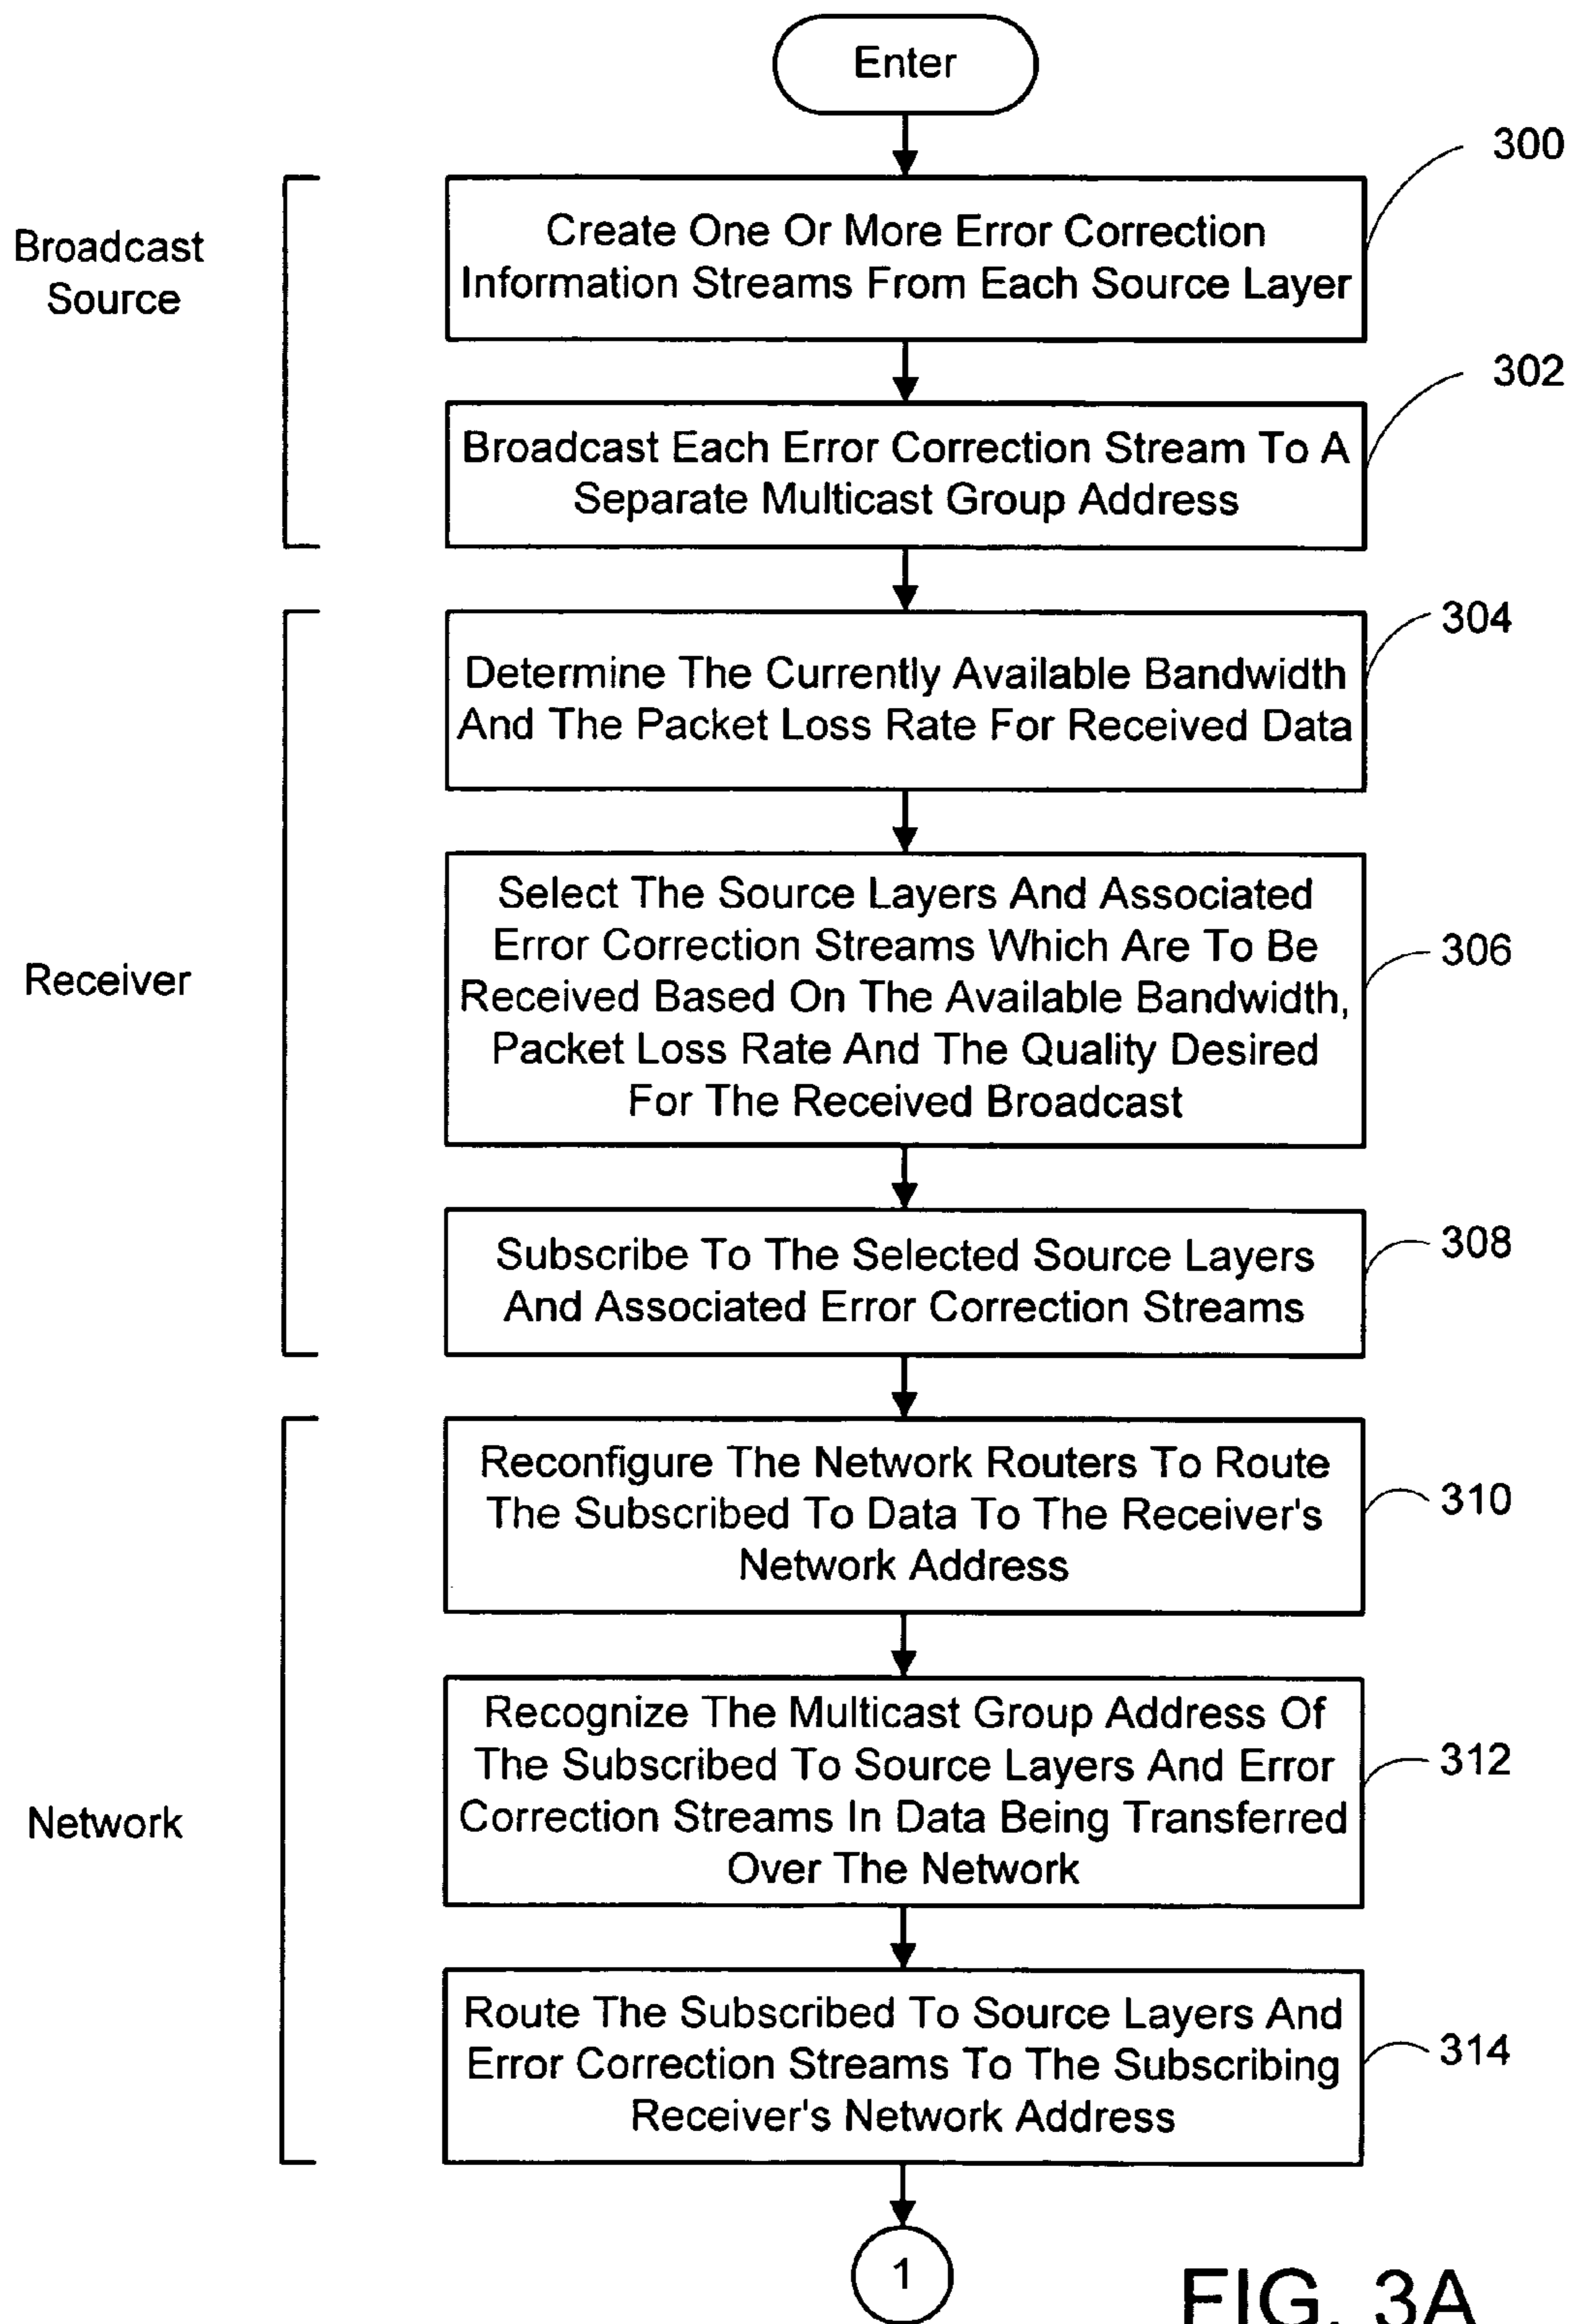 Enter
300
Broadcast
Source
Create One Or More Error Correction
Information Streams From Each Source Layer
302
Broadcast Each Error Correction Stream To A
Separate Multicast Group Address
304
Determine The Currently Available Bandwidth
And The Packet Loss Rate For Received Data
Receiver
Select The Source Layers And Associated
Error Correction Streams Which Are To Be
Received Based On The Available Bandwidth,
Packet Loss Rate And The Quality Desired
For The Received Broadcast
306
Subscribe To The Selected Source Layers
And Associated Error Correction Streams
308
Reconfigure The Network Routers To Route
The Subscribed To Data To The Receiver's
Network Address
310
Network
Recognize The Multicast Group Address Of
The Subscribed To Source Layers And Error
Correction Streams In Data Being Transferred
Over The Network
312
Route The Subscribed To Source Layers And
Error Correction Streams To The Subscribing
Receiver's Network Address
314
1
FIG. 3A